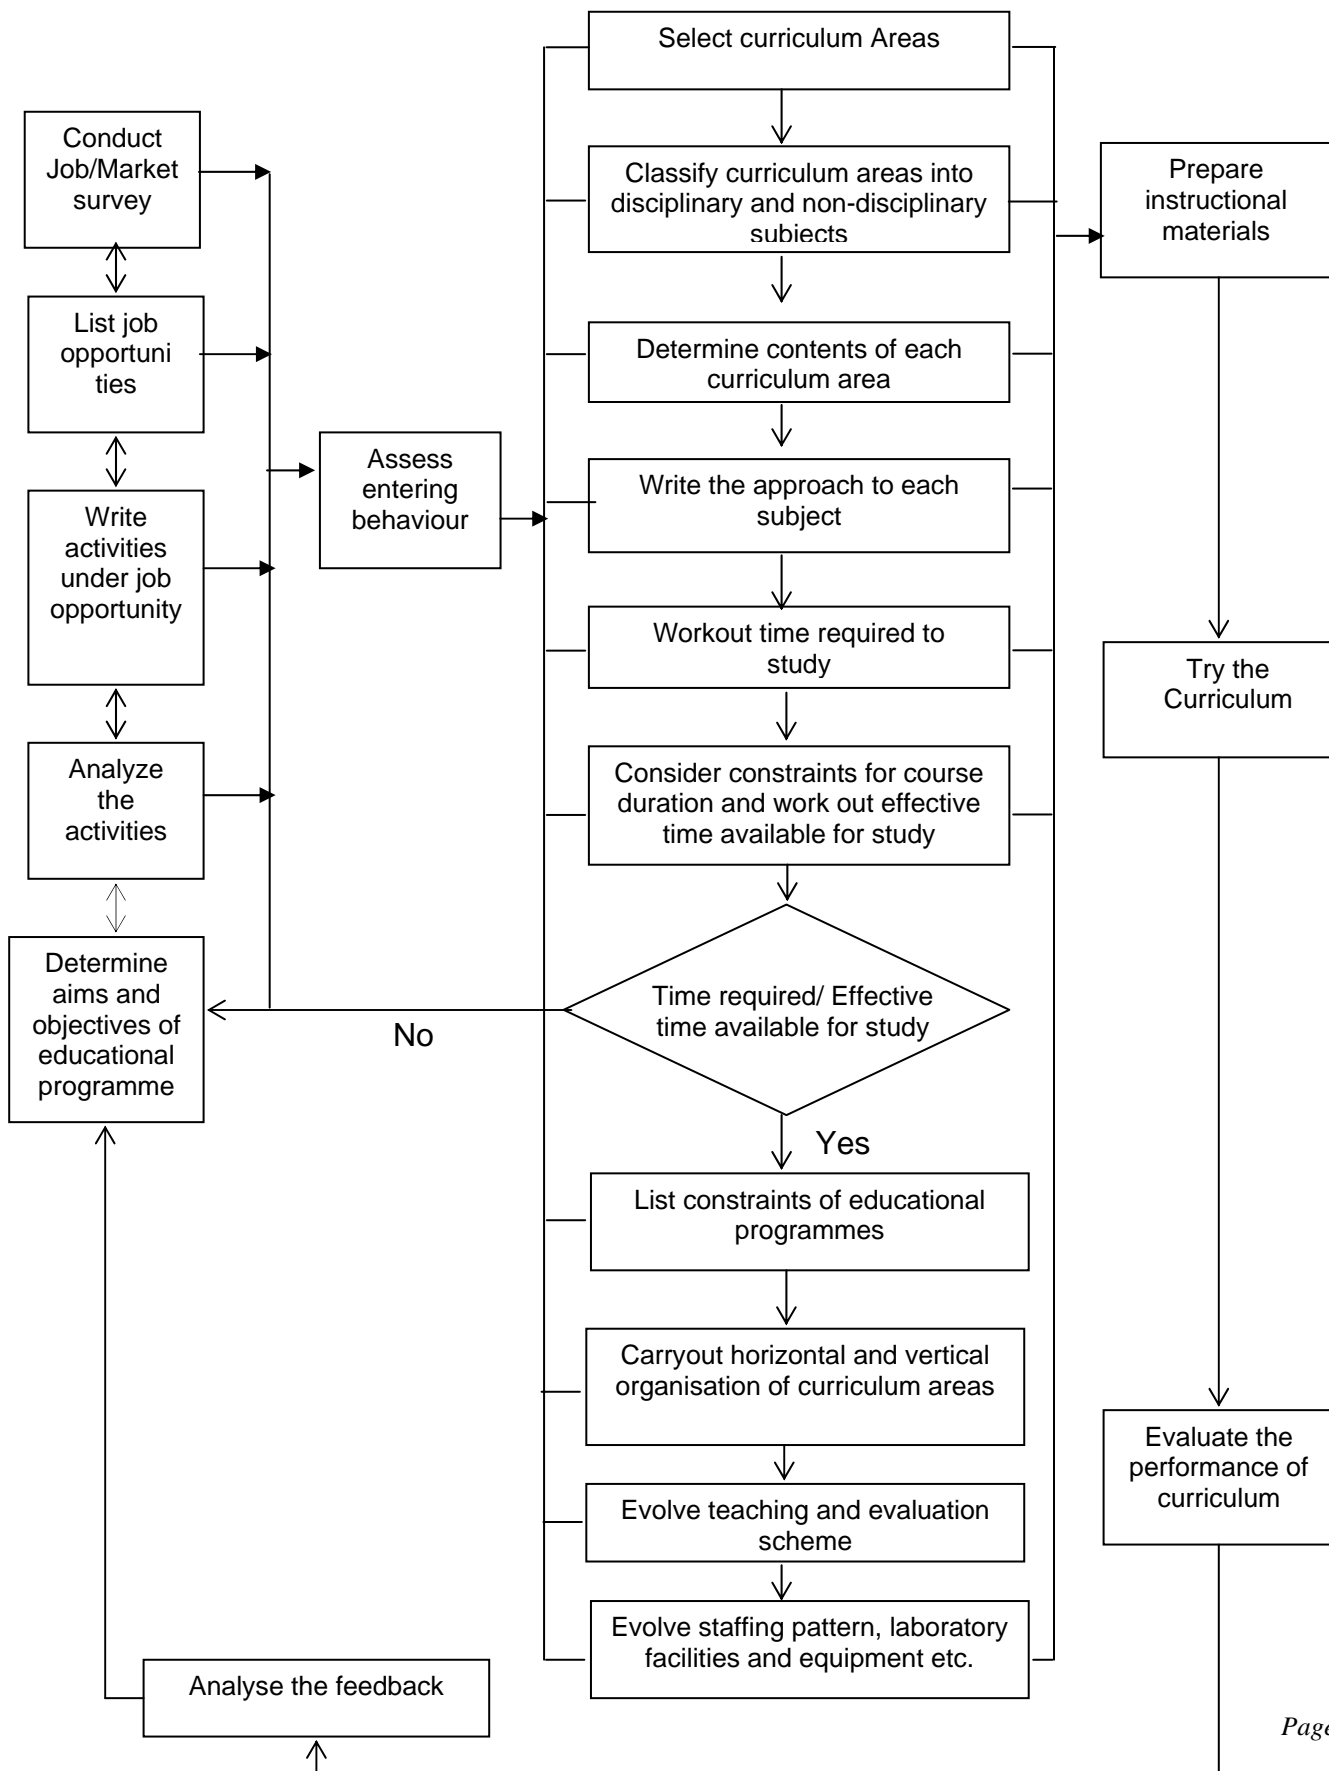 Select curriculum Areas
Conduct
Job/Market
survey
Classify curriculum areas into
disciplinary and non-disciplinary
subjects
Prepare
instructional
materials
List job
opportuni
ties
Determine contents of each
curriculum area
Assess
entering
behaviour
Write the approach to each
subject
Write
activities
under job
opportunity
Workout time required to
study
Try the
Curriculum
Analyze
the
activities
Consider constraints for course
duration and work out effective
time available for study
Determine
aims and
objectives of
educational
programme
Time required/ Effective
time available for study
No
Yes
List constraints of educational
programmes
Carryout horizontal and vertical
organisation of curriculum areas
Evaluate the
performance of
curriculum
Evolve teaching and evaluation
scheme
Evolve staffing pattern, laboratory
facilities and equipment etc.
Analyse the feedback
Page